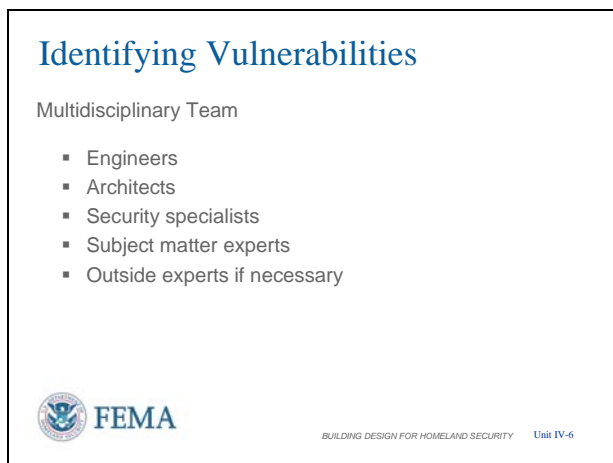 Identifying Vulnerabilities
Multidisciplinary Team
▪ Engineers
▪ Architects
▪ Security specialists
▪ Subject matter experts
▪ Outside experts if necessary
FEMA
BUILDING DESIGN FOR HOMELAND SECURITY Unit IV-6